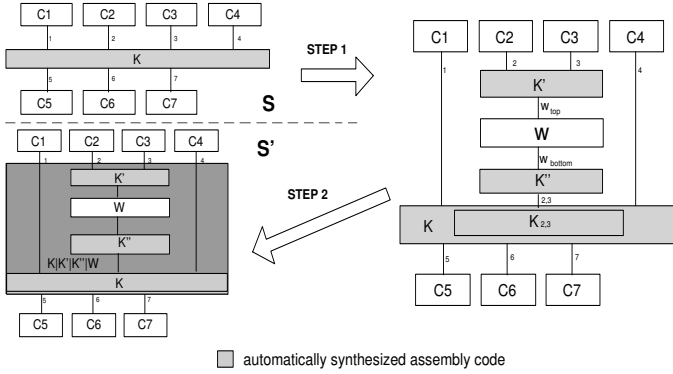 C1 C2 C3 C4
1 2 3 4
K
5 6 7
C5 C6 C7
S
STEP 1
C1 C2 C3 C4
1 2 3 4
K'
W top
W
W bottom
K''
2,3
K K 2,3
5 6 7
C5 C6 C7
S'
STEP 2
C1 C2 C3 C4
1 2 3 4
K'
W
K''
K|K'|K''|W
K
5 6 7
C5 C6 C7
automatically synthesized assembly code